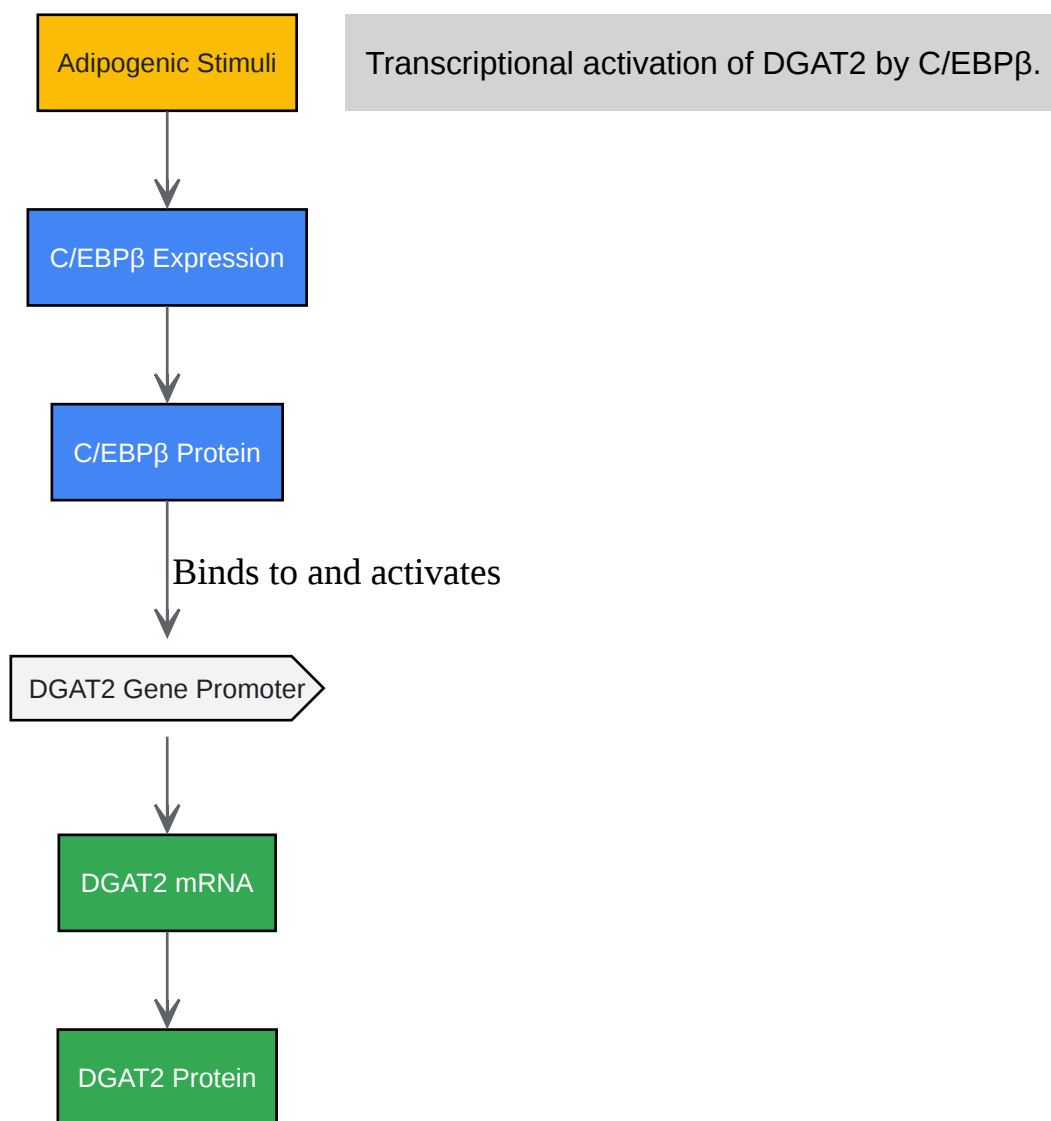 Adipogenic Stimuli
Transcriptional activation of DGAT2 by C/EBPβ.
C/EBPβ Expression
C/EBPβ Protein
Binds to and activates
DGAT2 Gene Promoter
DGAT2 mRNA
DGAT2 Protein